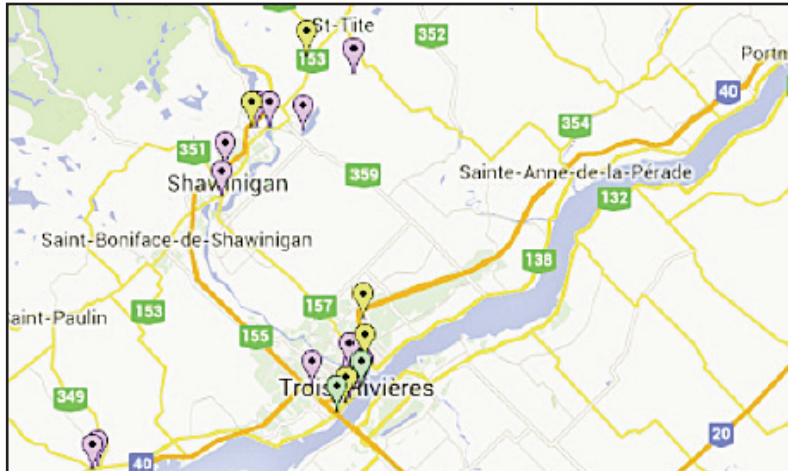 St-Tite
153
352
Portn
40
354
351
Shawinigan
359
Sainte-Anne-de-la-Pérade
132
Saint-Boniface-de-Shawinigan
138
157
153
Saint-Paulin
155
Trois-Rivières
349
20
40